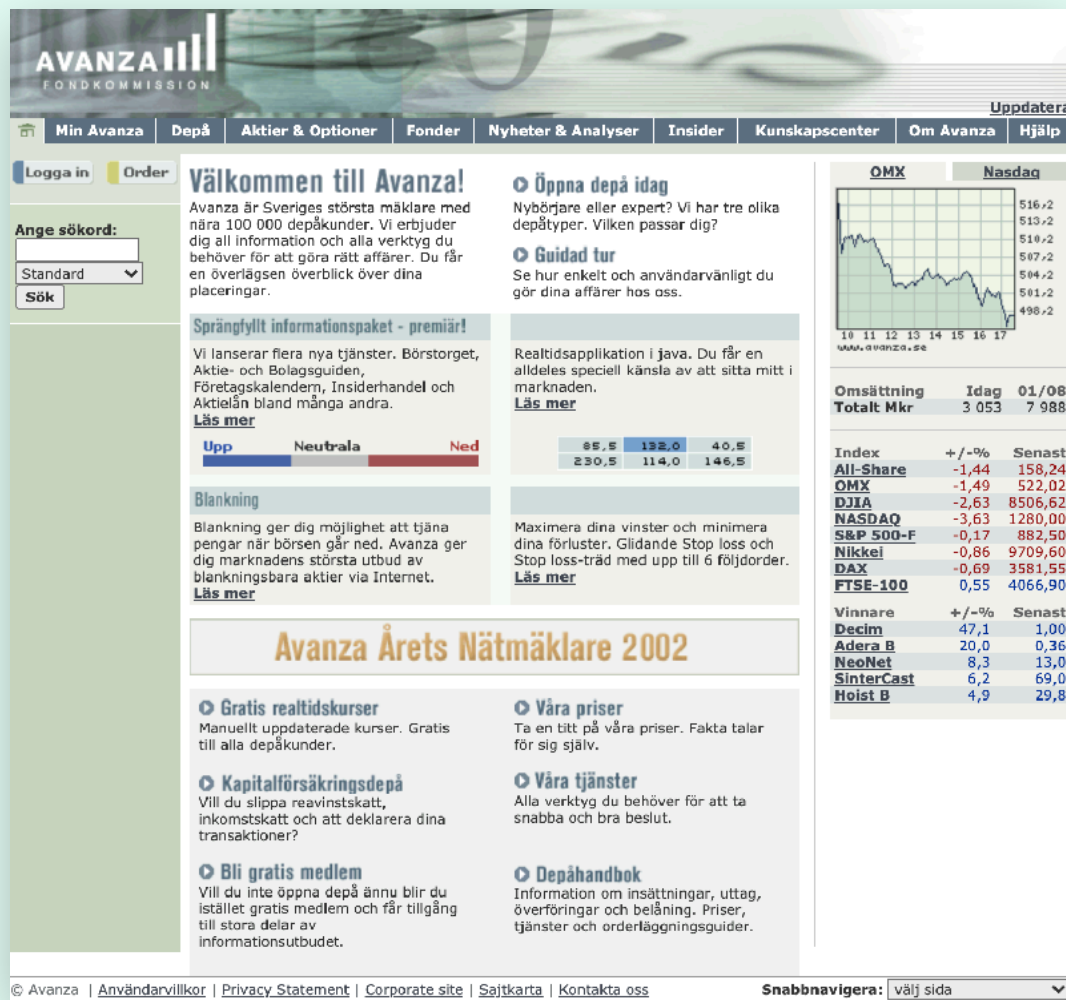 AVANZA
FONDKOMMISSION
Uppdatera
Min Avanza
Depå
Aktier & Optioner
Fonder
Nyheter & Analyser
Insider
Kunskapscenter
Om Avanza
Hjälp
Logga in
Order
Ange sökord:
Standard
Sök
Välkommen till Avanza!
Avanza är Sveriges största mäklare med
nära 100 000 depåkunder. Vi erbjuder
dig all information och alla verktyg du
behöver för att göra rätt affärer. Du får
en överlägsen överblick över dina
placeringar.
Öppna depå idag
Nybörjare eller expert? Vi har tre olika
depåtyper. Vilken passar dig?
Guidad tur
Se hur enkelt och användarvänligt du
gör dina affärer hos oss.
Sprängfyllt informationspaket - premiär!
Vi lanserar flera nya tjänster. Börstorget,
Aktie- och Bolagsguiden,
Företagskalendern, Insiderhandel och
Aktielån bland många andra.
Läs mer
Upp Neutrala Ned
Realtidsapplikation i java. Du får en
alldeles speciell känsla av att sitta mitt i
marknaden.
Läs mer
85,5 132,0 40,5
230,5 114,0 146,5
Blankning
Blankning ger dig möjlighet att tjäna
pengar när börsen går ned. Avanza ger
dig marknadens största utbud av
blankningsbara aktier via Internet.
Läs mer
Maximera dina vinster och minimera
dina förluster. Glidande Stop loss och
Stop loss-träd med upp till 6 följdorder.
Läs mer
Avanza Årets Nätmäklare 2002
Gratis realtidskurser
Manuellt uppdaterade kurser. Gratis
till alla depåkunder.
Våra priser
Ta en titt på våra priser. Fakta talar
för sig själv.
Kapitalförsäkringsdepå
Vill du slippa reavinstskatt,
inkomstskatt och att deklarera dina
transaktioner?
Våra tjänster
Alla verktyg du behöver för att ta
snabba och bra beslut.
Bli gratis medlem
Vill du inte öppna depå ännu blir du
istället gratis medlem och får tillgång
till stora delar av
informationsutbudet.
Depåhandbok
Information om insättningar, uttag,
överföringar och belåning. Priser,
tjänster och orderläggningsguider.
OMX Nasdaq
516,2
513,2
510,2
507,2
504,2
501,2
498,2
10 11 12 13 14 15 16 17
www.avanza.se
Omsättning Idag 01/08
Totalt Mkr 3 053 7 988
Index +/-% Senast
All-Share -1,44 158,24
OMX -1,49 522,02
DJIA -2,63 8506,62
NASDAQ -3,63 1280,00
S&P 500-F -0,17 882,50
Nikkei -0,86 9709,60
DAX -0,69 3581,55
FTSE-100 0,55 4066,90
Vinnare +/-% Senast
Decim 47,1 1,00
Adera B 20,0 0,36
NeoNet 8,3 13,0
SinterCast 6,2 69,0
Hoist B 4,9 29,8
© Avanza | Användarvillkor | Privacy Statement | Corporate site | Sajtkarta | Kontakta oss
Snabbnavigera: välj sida